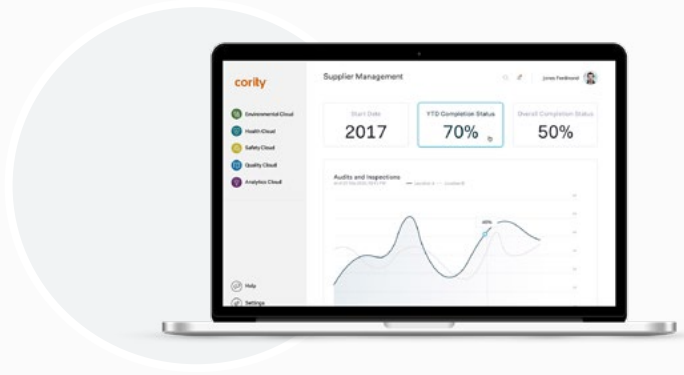 cority
Supplier Management
Environmental Cloud
Health Cloud
Safety Cloud
Quality Cloud
Analytics Cloud
Help
Settings
Start Date
2017
YTD Completion Status
70%
Overall Completion Status
50%
Audits and Inspections